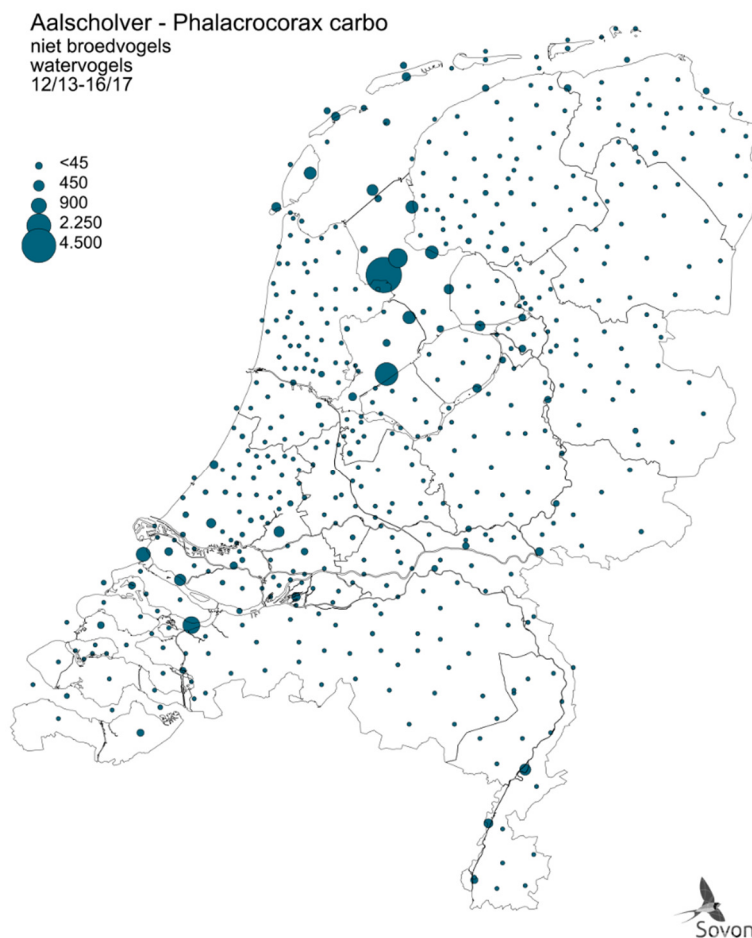 Aalscholver - Phalacrocorax carbo
niet broedvogels
watervogels
12/13-16/17
<45
450
900
2.250
4.500
Sovon